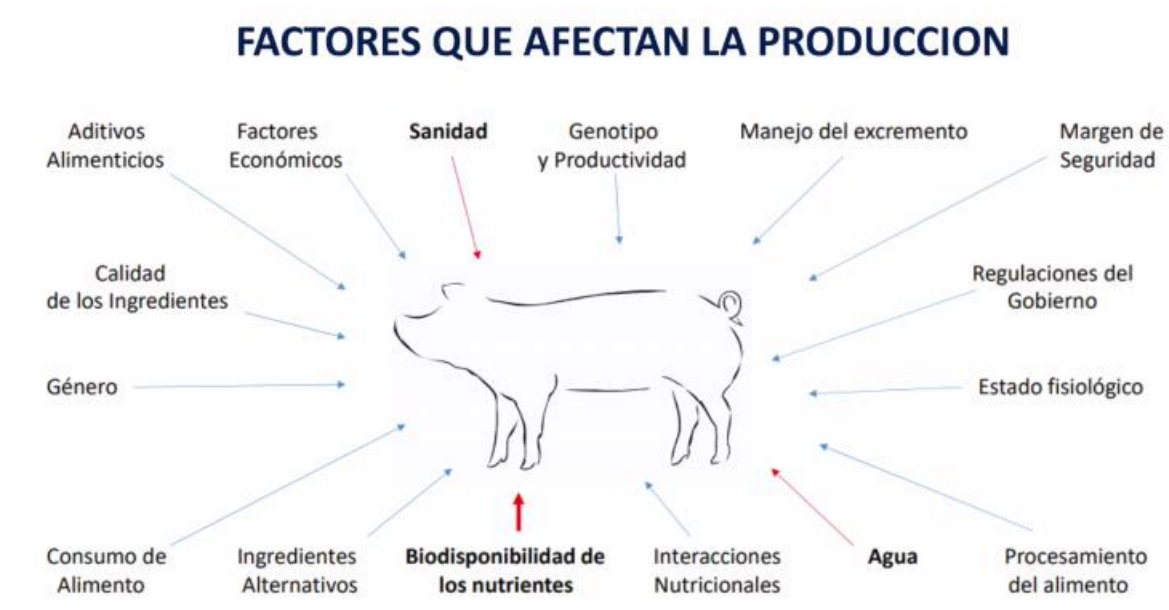 FACTORES QUE AFECTAN LA PRODUCCION
Aditivos
Alimenticios
Factores
Económicos
Sanidad
Genotipo
y Productividad
Manejo del excremento
Margen de
Seguridad
Calidad
de los Ingredientes
Regulaciones del
Gobierno
Género
Estado fisiológico
Consumo de
Alimento
Ingredientes
Alternativos
Biodisponibilidad de
los nutrientes
Interacciones
Nutricionales
Agua
Procesamiento
del alimento